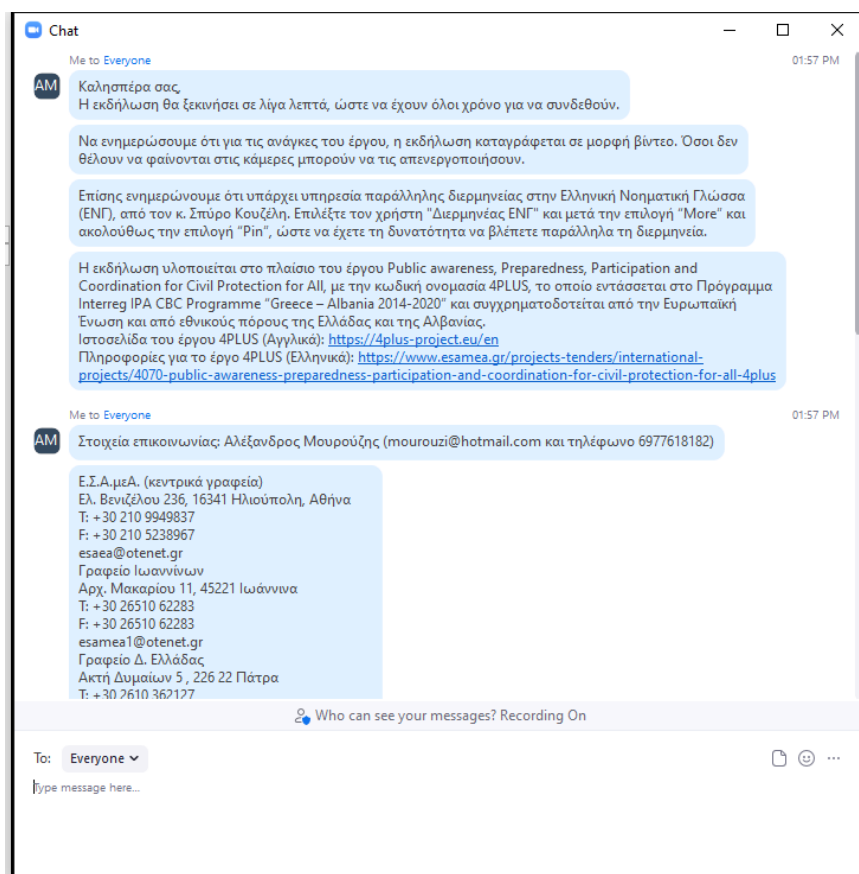 Chat
Me to Everyone
01:57 PM
AM
Καλησπέρα σας,
Η εκδήλωση θα ξεκινήσει σε λίγα λεπτά, ώστε να έχουν όλοι χρόνο για να συνδεθούν.
Να ενημερώσουμε ότι για τις ανάγκες του έργου, η εκδήλωση καταγράφεται σε μορφή βίντεο. Όσοι δεν
θέλουν να φαίνονται στις κάμερες μπορούν να τις απενεργοποιήσουν.
Επίσης ενημερώνουμε ότι υπάρχει υπηρεσία παράλληλης διερμηνείας στην Ελληνική Νοηματική Γλώσσα
(ΕΝΓ), από τον κ. Σπύρο Κουζέλη. Επιλέξτε τον χρήστη "Διερμηνέας ΕΝΓ" και μετά την επιλογή “More” και
ακολούθως την επιλογή “Pin”, ώστε να έχετε τη δυνατότητα να βλέπετε παράλληλα τη διερμηνεία.
Η εκδήλωση υλοποιείται στο πλαίσιο του έργου Public awareness, Preparedness, Participation and
Coordination for Civil Protection for All, με την κωδική ονομασία 4PLUS, το οποίο εντάσσεται στο Πρόγραμμα
Interreg IPA CBC Programme “Greece – Albania 2014-2020” και συγχρηματοδοτείται από την Ευρωπαϊκή
Ένωση και από εθνικούς πόρους της Ελλάδας και της Αλβανίας.
Ιστοσελίδα του έργου 4PLUS (Αγγλικά): https://4plus-project.eu/en
Πληροφορίες για το έργο 4PLUS (Ελληνικά): https://www.esamea.gr/projects-tenders/international-
projects/4070-public-awareness-preparedness-participation-and-coordination-for-civil-protection-for-all-4plus
Me to Everyone
01:57 PM
AM
Στοιχεία επικοινωνίας: Αλέξανδρος Μουρούζης (mourouzi@hotmail.com και τηλέφωνο 6977618182)
Ε.Σ.Α.μεΑ. (κεντρικά γραφεία)
Ελ. Βενιζέλου 236, 16341 Ηλιούπολη, Αθήνα
T: +30 210 9949837
F: +30 210 5238967
esaea@otenet.gr
Γραφείο Ιωαννίνων
Αρχ. Μακαρίου 11, 45221 Ιωάννινα
T: +30 26510 62283
F: +30 26510 62283
esamea1@otenet.gr
Γραφείο Δ. Ελλάδας
Ακτή Δυμαίων 5 , 226 22 Πάτρα
T: +30 2610 362127
Who can see your messages? Recording On
To: Everyone
Type message here...